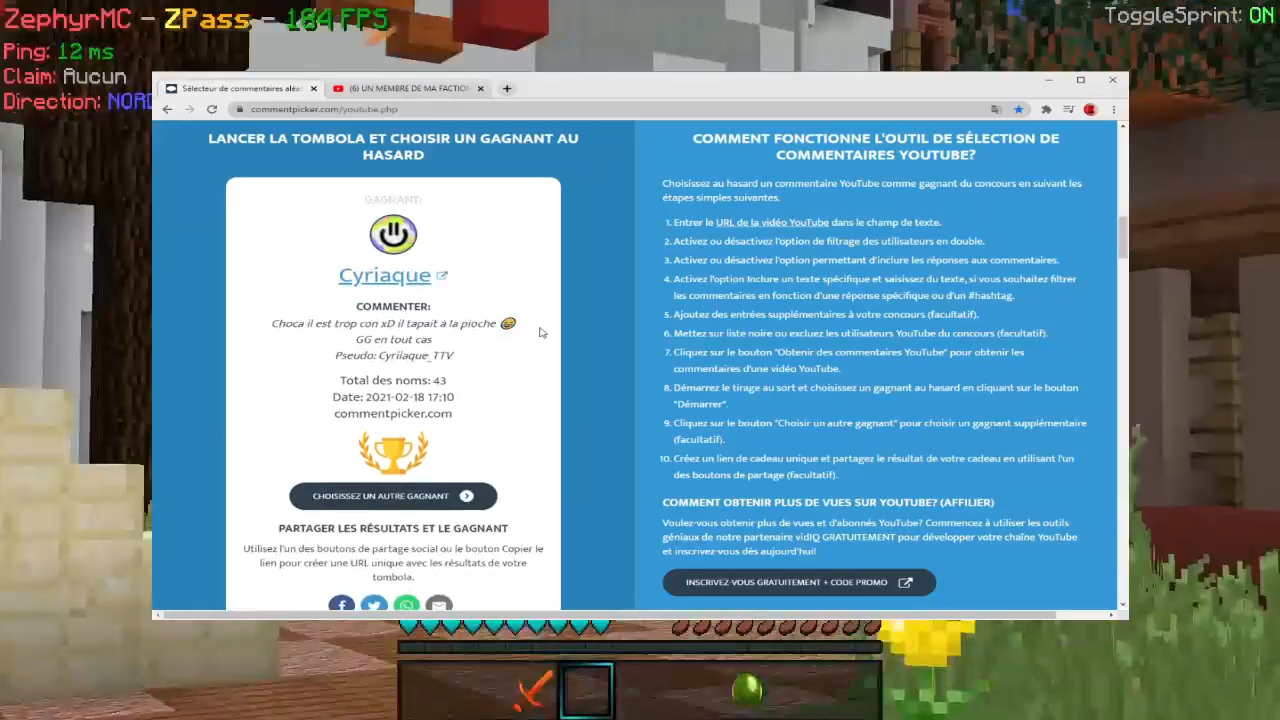 ZephyrMC - ZPass - 184 FPS
Ping: 12 ms
Claim: Aucun
Direction: NORD
ToggleSprint: ON
Sélecteur de commentaires aléa
(6) UN MEMBRE DE MA FACTION
commentpicker.com/youtube.php
LANCER LA TOMBOLA ET CHOISIR UN GAGNANT AU
HASARD
GAGNANT:
Cyriaque
COMMENTER:
Choca il est trop con xD il tapait à la pioche
GG en tout cas
Pseudo: Cyriiaque_TTV
Total des noms: 43
Date: 2021-02-18 17:10
commentpicker.com
CHOISISSEZ UN AUTRE GAGNANT
PARTAGER LES RÉSULTATS ET LE GAGNANT
Utilisez l'un des boutons de partage social ou le bouton Copier le
lien pour créer une URL unique avec les résultats de votre
tombola.
COMMENT FONCTIONNE L'OUTIL DE SÉLECTION DE
COMMENTAIRES YOUTUBE?
Choisissez au hasard un commentaire YouTube comme gagnant du concours en suivant les
étapes simples suivantes.
1. Entrer le URL de la vidéo YouTube dans le champ de texte.
2. Activez ou désactivez l'option de filtrage des utilisateurs en double.
3. Activez ou désactivez l'option permettant d'inclure les réponses aux commentaires.
4. Activez l'option Inclure un texte spécifique et saisissez du texte, si vous souhaitez filtrer
les commentaires en fonction d'une réponse spécifique ou d'un #hashtag.
5. Ajoutez des entrées supplémentaires à votre concours (facultatif).
6. Mettez sur liste noire ou excluez les utilisateurs YouTube du concours (facultatif).
7. Cliquez sur le bouton "Obtenir des commentaires YouTube" pour obtenir les
commentaires d'une vidéo YouTube.
8. Démarrez le tirage au sort et choisissez un gagnant au hasard en cliquant sur le bouton
"Démarrer".
9. Cliquez sur le bouton "Choisir un autre gagnant" pour choisir un gagnant supplémentaire
(facultatif).
10. Créez un lien de cadeau unique et partagez le résultat de votre cadeau en utilisant l'un
des boutons de partage (facultatif).
COMMENT OBTENIR PLUS DE VUES SUR YOUTUBE? (AFFILIER)
Voulez-vous obtenir plus de vues et d'abonnés YouTube? Commencez à utiliser les outils
géniaux de notre partenaire vidIQ GRATUITEMENT pour développer votre chaîne YouTube
et inscrivez-vous dès aujourd'hui!
INSCRIVEZ-VOUS GRATUITEMENT + CODE PROMO